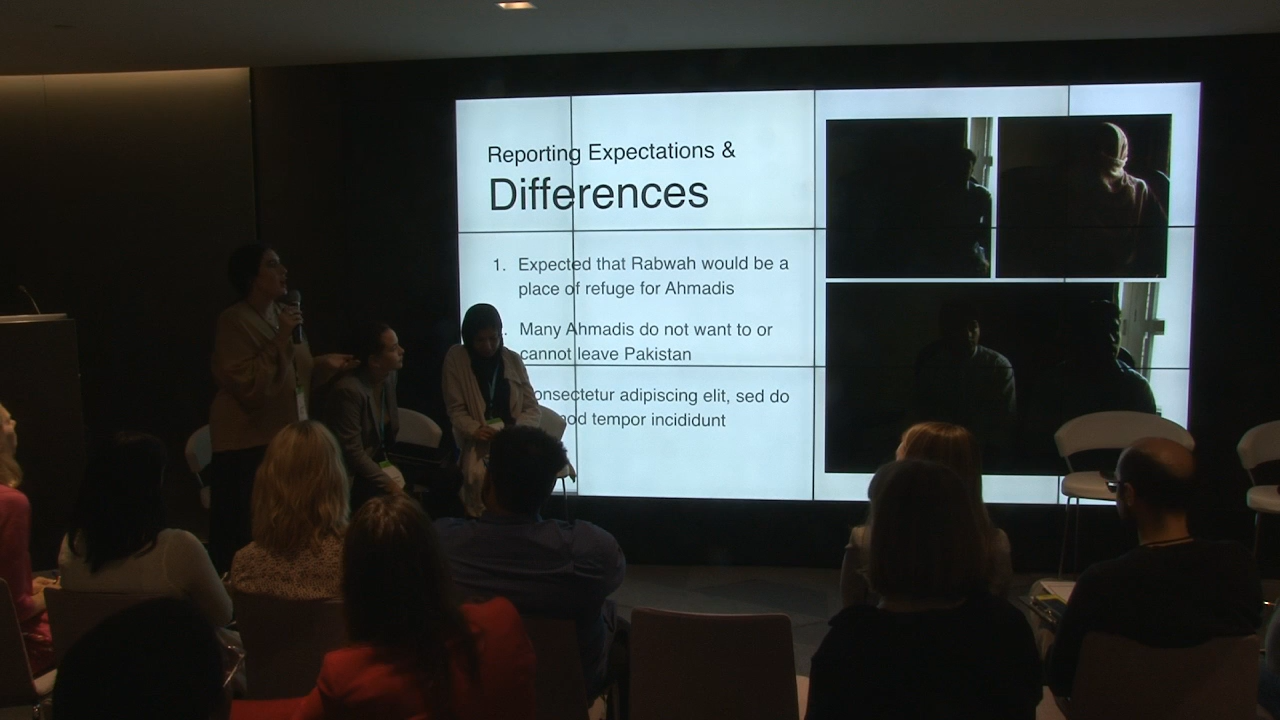 Reporting Expectations &
Differences
1. Expected that Rabwah would be a
place of refuge for Ahmadis
. Many Ahmadis do not want to or
cannot leave Pakistan
onsectetur adipiscing elit, sed do
mod tempor incididunt